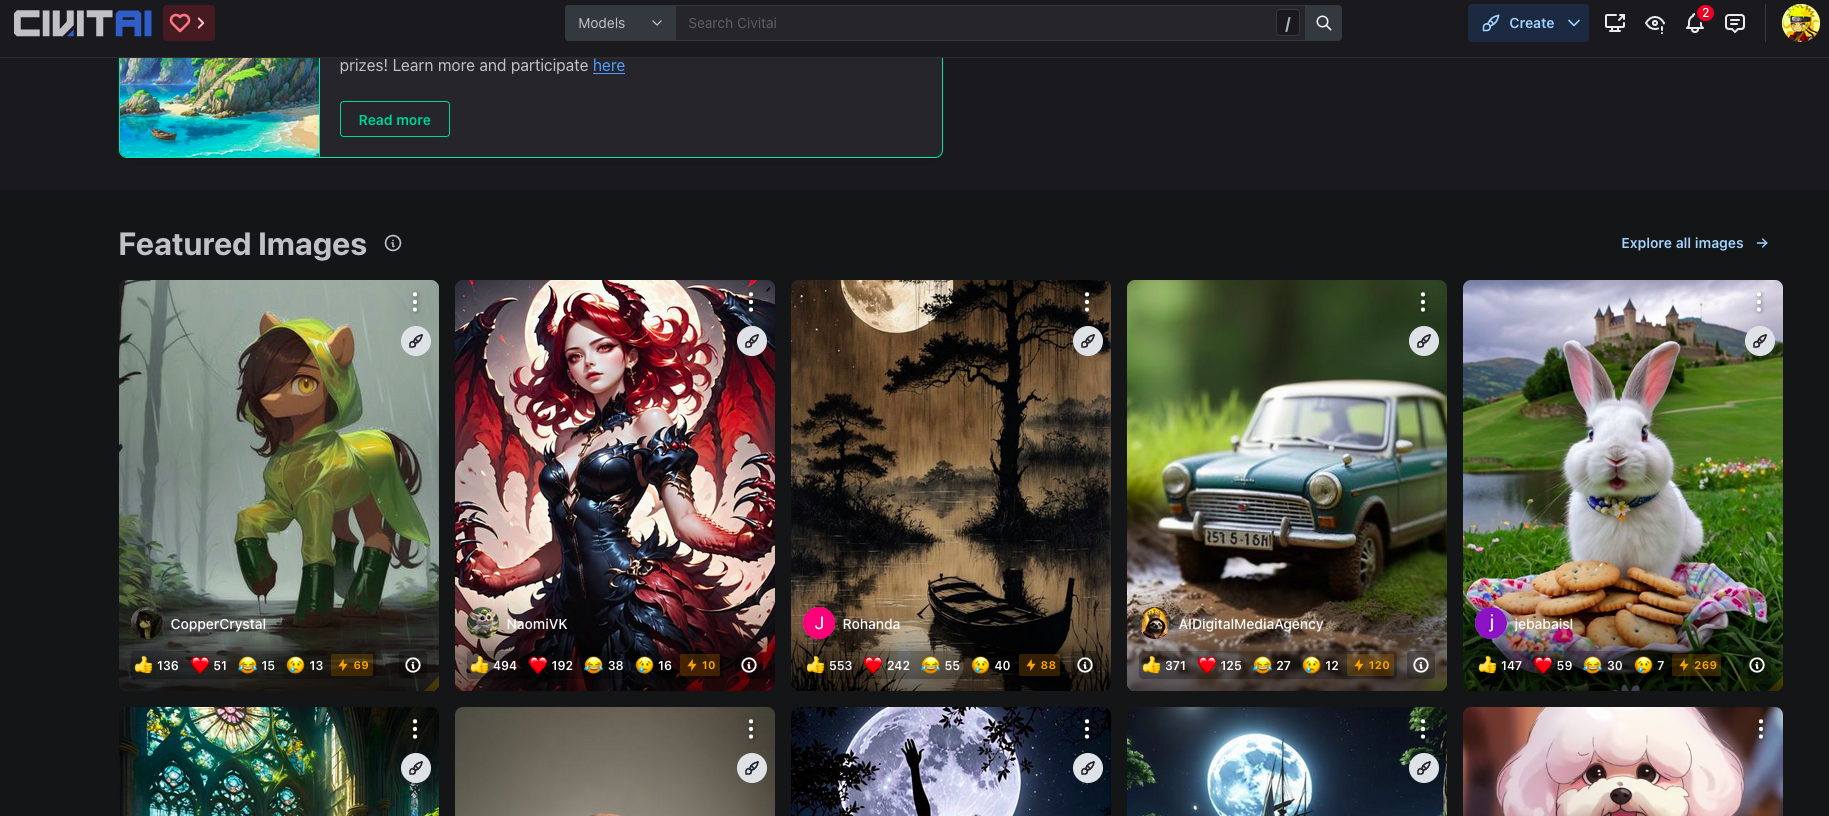 CIVITAI
Models
Search Civitai
/
Create
2
prizes! Learn more and participate here
Read more
Featured Images
Explore all images
CopperCrystal
136 51 15 13 69
NaomiVK
494 192 38 16 10
J
Rohanda
553 242 55 40 88
AIDigitalMediaAgency
371 125 27 12 120
j
jebabaisl
147 59 30 7 269